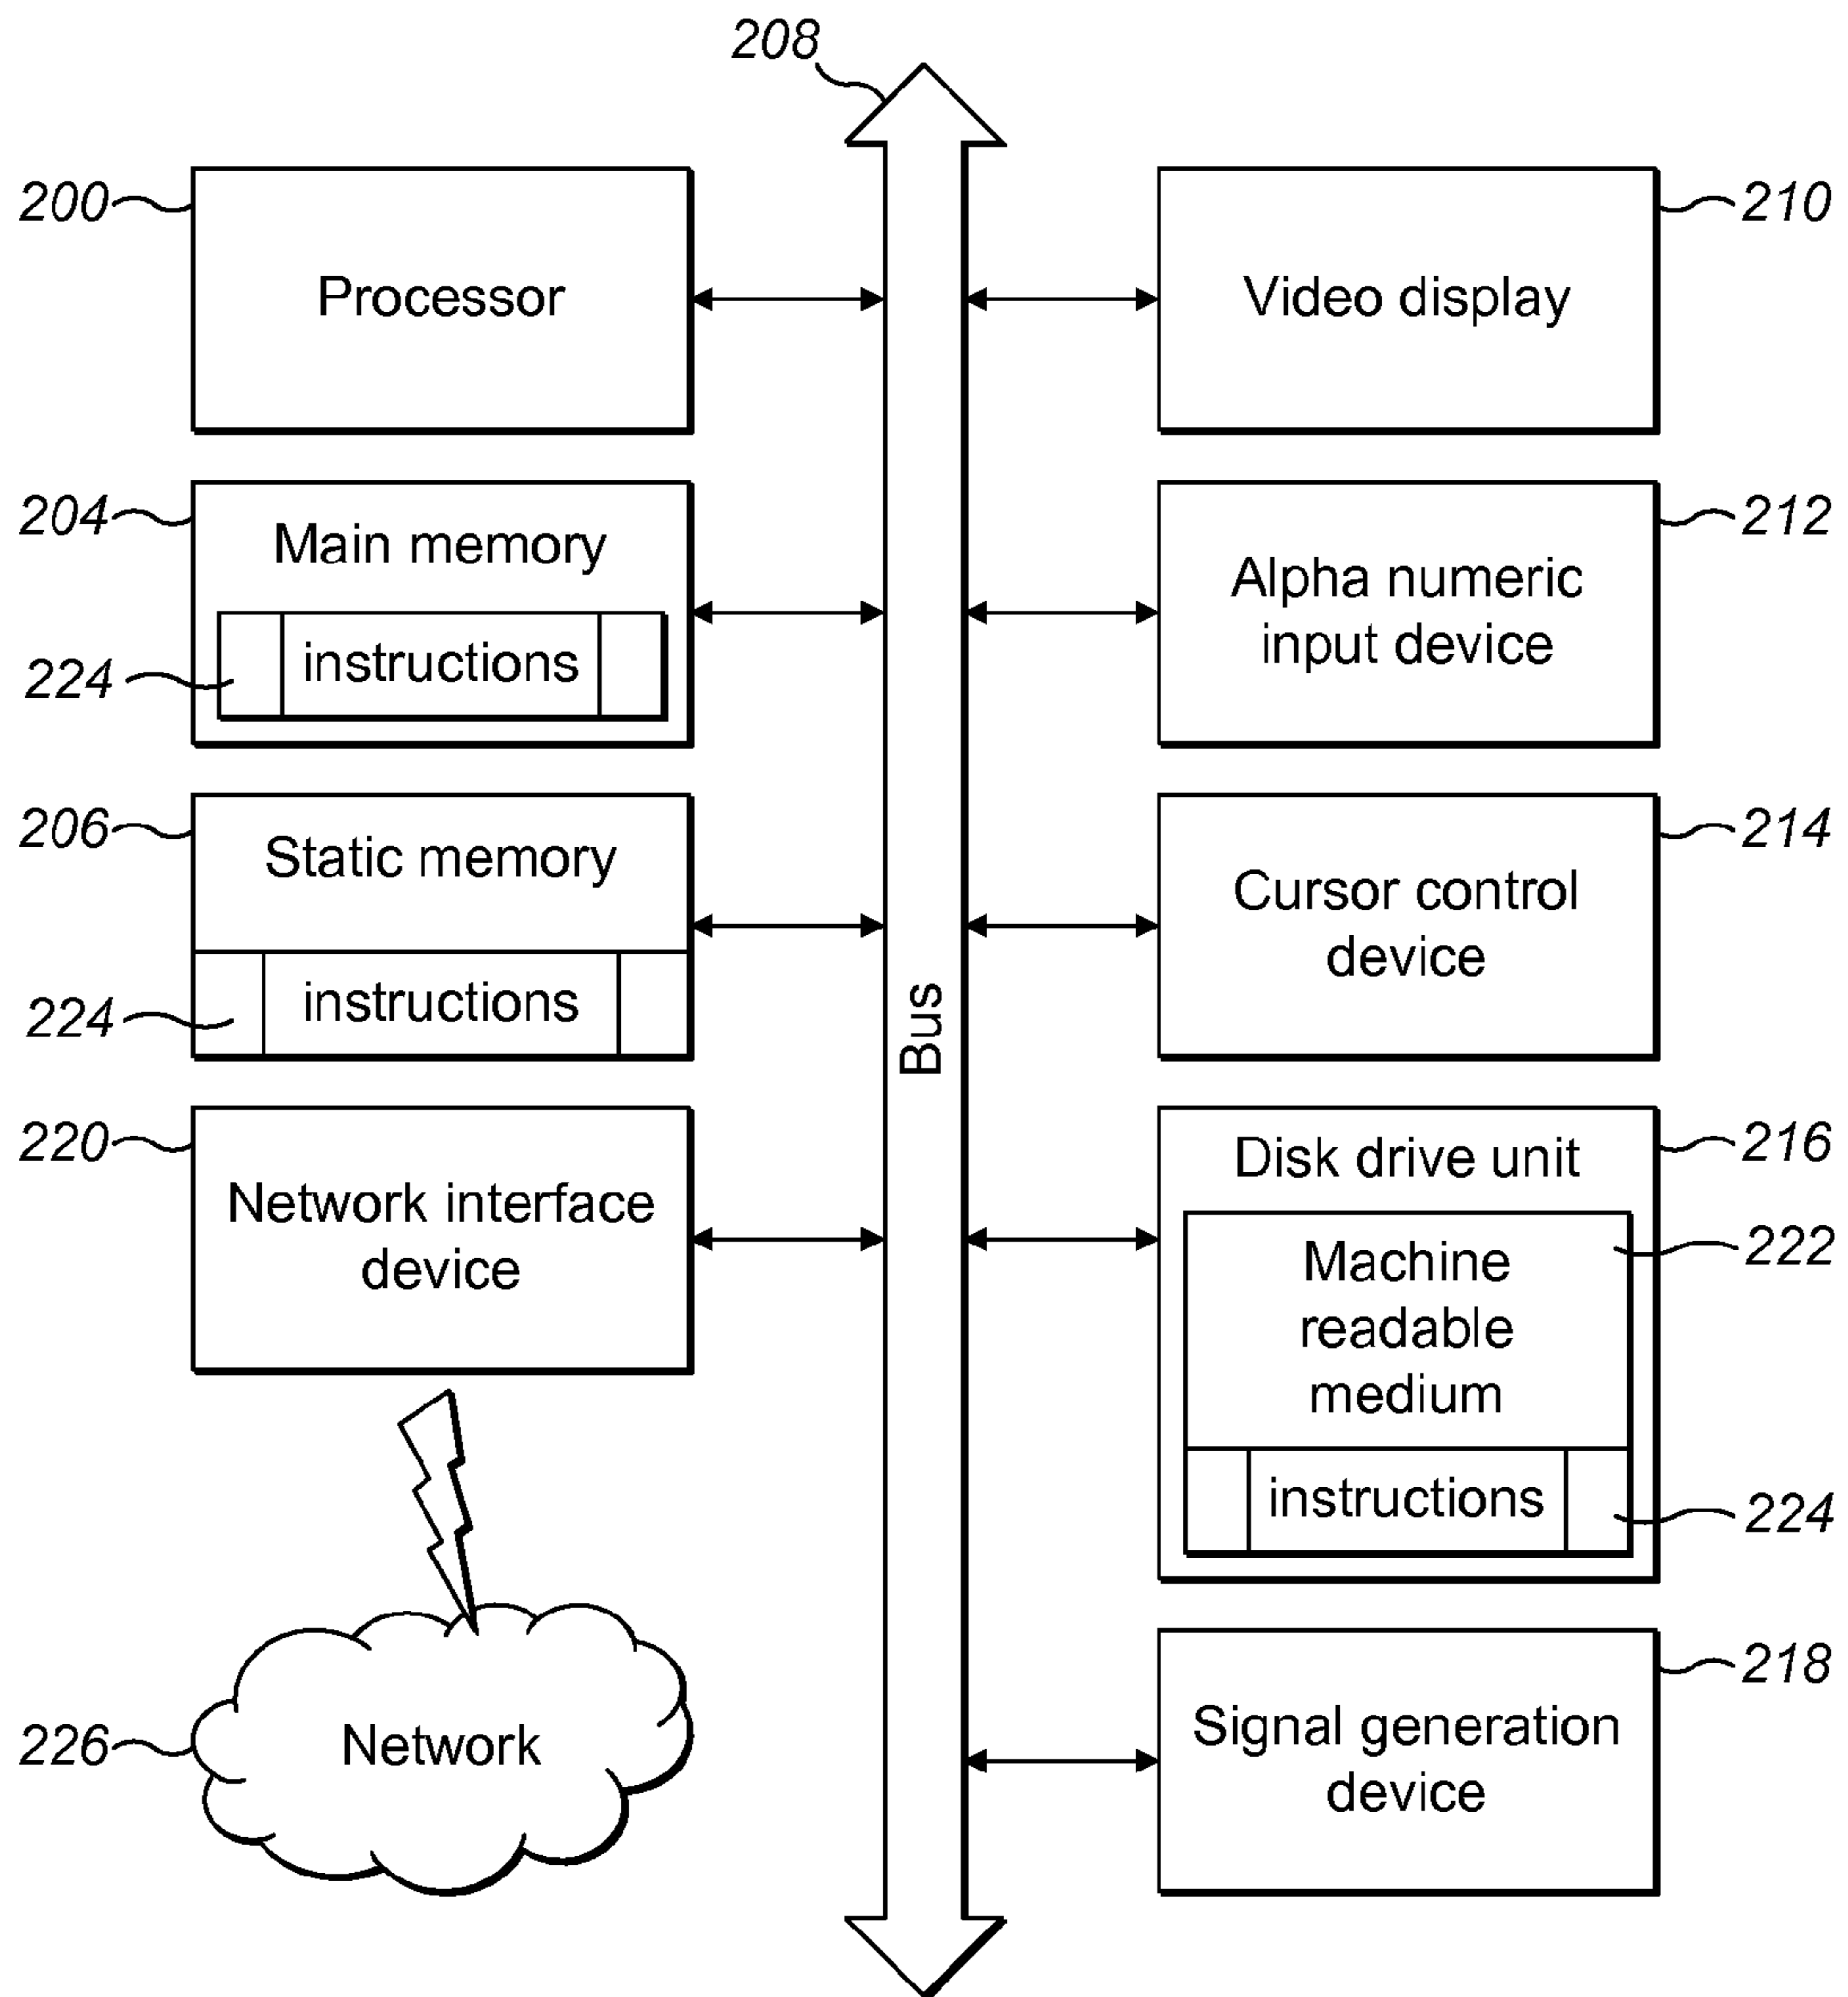 208
200
Processor
210
Video display
204
Main memory
224
instructions
212
Alpha numeric
input device
206
Static memory
224
instructions
214
Cursor control
device
Bus
220
Network interface
device
216
Disk drive unit
222
Machine
readable
medium
instructions
224
226
Network
218
Signal generation
device